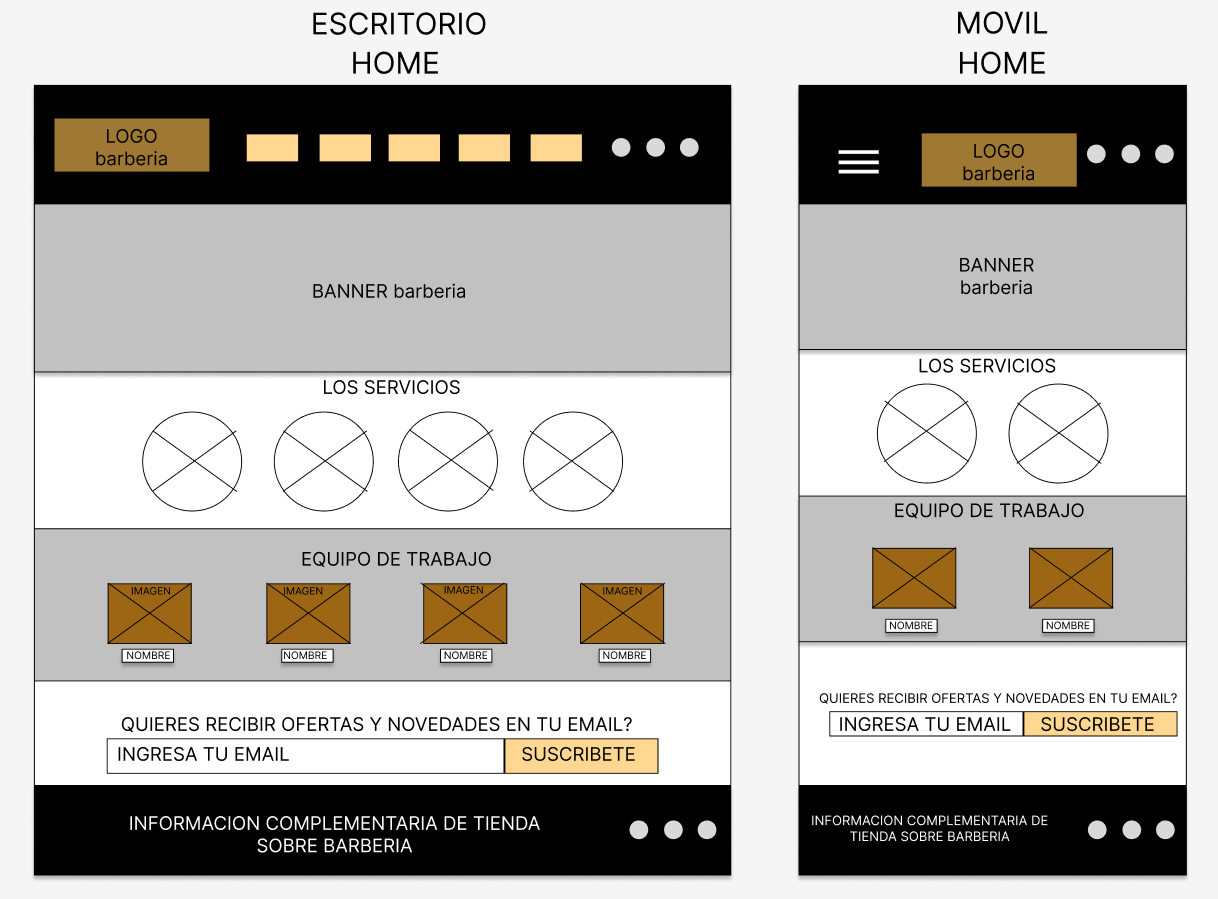 ESCRITORIO
HOME
LOGO
barberia
BANNER barberia
LOS SERVICIOS
EQUIPO DE TRABAJO
IMAGEN
IMAGEN
IMAGEN
IMAGEN
NOMBRE
NOMBRE
NOMBRE
NOMBRE
QUIERES RECIBIR OFERTAS Y NOVEDADES EN TU EMAIL?
INGRESA TU EMAIL
SUSCRIBETE
INFORMACION COMPLEMENTARIA DE TIENDA
SOBRE BARBERIA
MOVIL
HOME
LOGO
barberia
BANNER
barberia
LOS SERVICIOS
EQUIPO DE TRABAJO
NOMBRE
NOMBRE
QUIERES RECIBIR OFERTAS Y NOVEDADES EN TU EMAIL?
INGRESA TU EMAIL
SUSCRIBETE
INFORMACION COMPLEMENTARIA DE
TIENDA SOBRE BARBERIA